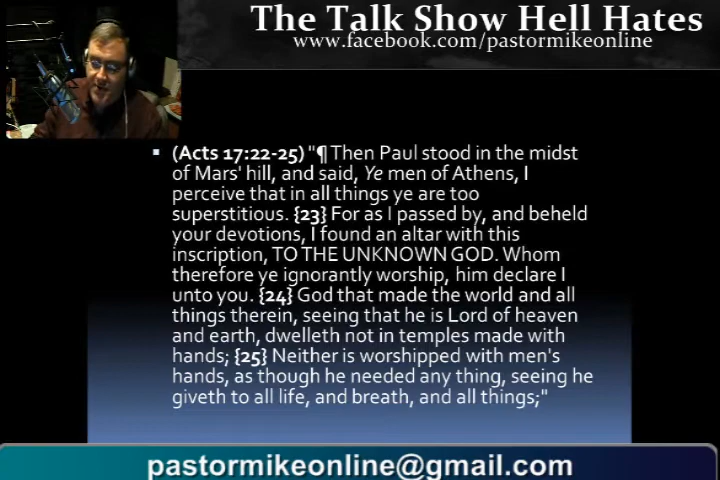 The Talk Show Hell Hates
www.facebook.com/pastormikeonline
▪ (Acts 17:22-25) "¶ Then Paul stood in the midst
of Mars' hill, and said, Ye men of Athens, I
perceive that in all things ye are too
superstitious. {23} For as I passed by, and beheld
your devotions, I found an altar with this
inscription, TO THE UNKNOWN GOD. Whom
therefore ye ignorantly worship, him declare I
unto you. {24} God that made the world and all
things therein, seeing that he is Lord of heaven
and earth, dwelleth not in temples made with
hands; {25} Neither is worshipped with men's
hands, as though he needed any thing, seeing he
giveth to all life, and breath, and all things;"
pastormikeonline@gmail.com